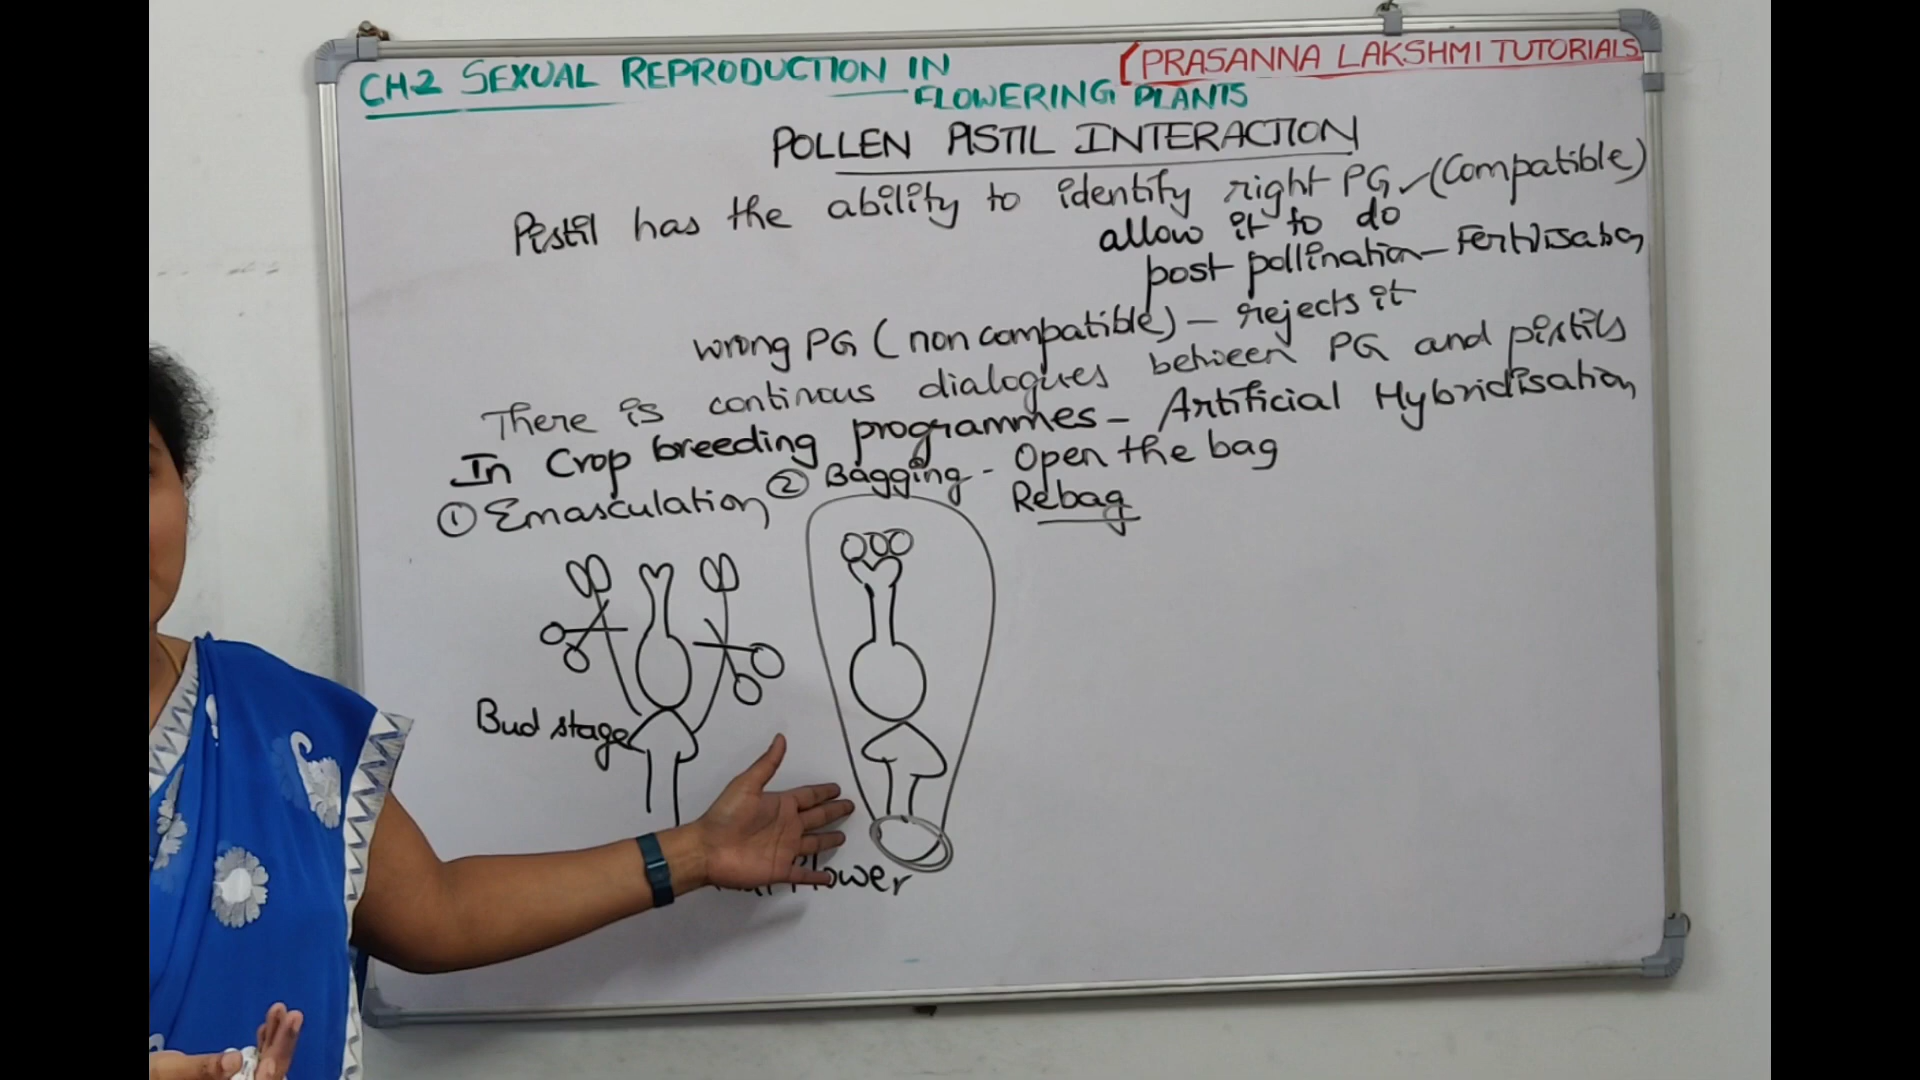 CH-2 SEXUAL REPRODUCTION IN
FLOWERING PLANTS
PRASANNA LAKSHMI TUTORIALS
POLLEN PISTIL INTERACTION
Pistil has the ability to identify right PG ✓ (Compatible)
allow it to do
post pollination - Fertilisation
wrong PG (non compatible) - rejects it
There is continous dialogues between PG and pistils
In Crop breeding programmes - Artificial Hybridisation
① Emasculation ② Bagging - Open the bag
Rebag
Bud stage
flower